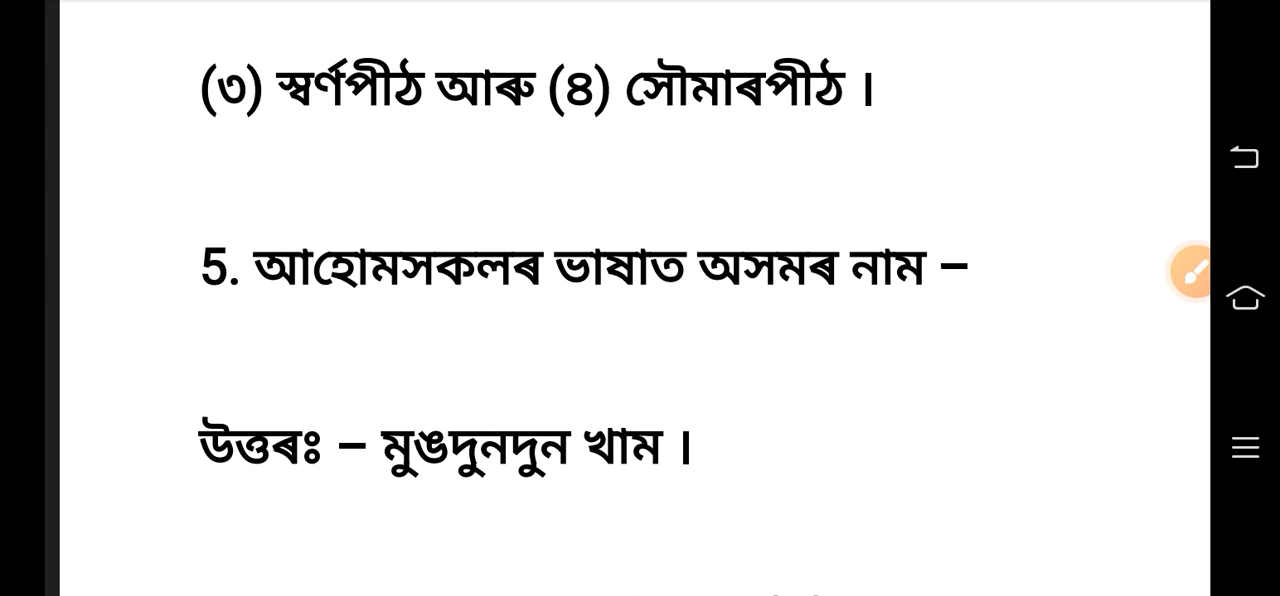 (৩) স্বৰ্ণপীঠ আৰু (৪) সৌমাৰপীঠ ।
5. আহোমসকলৰ ভাষাত অসমৰ নাম –
উত্তৰঃ – মুঙদুনদুন খাম ।